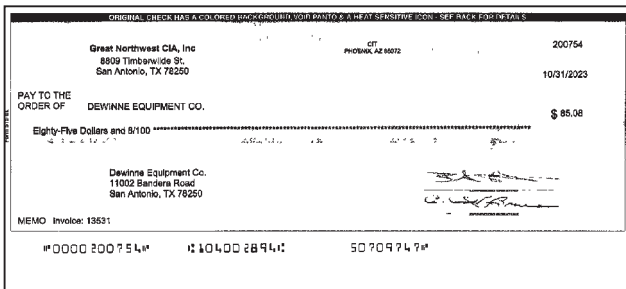 ORIGINAL CHECK HAS A COLORED BACKGROUND, VOID PANTO & A HEAT SENSITIVE ICON - SEE BACK FOR DETAILS
Great Northwest CIA, Inc
8809 Timberwilde St.
San Antonio, TX 78250
CIT
PHOENIX, AZ 85072
200754
10/31/2023
PAY TO THE
ORDER OF DEWINNE EQUIPMENT CO.
$ 85.08
Eighty-Five Dollars and 8/100
Dewinne Equipment Co.
11002 Bandera Road
San Antonio, TX 78250
MEMO Invoice: 13531
⑈0000200754⑈ ⑆104002894⑆ 50709747⑈